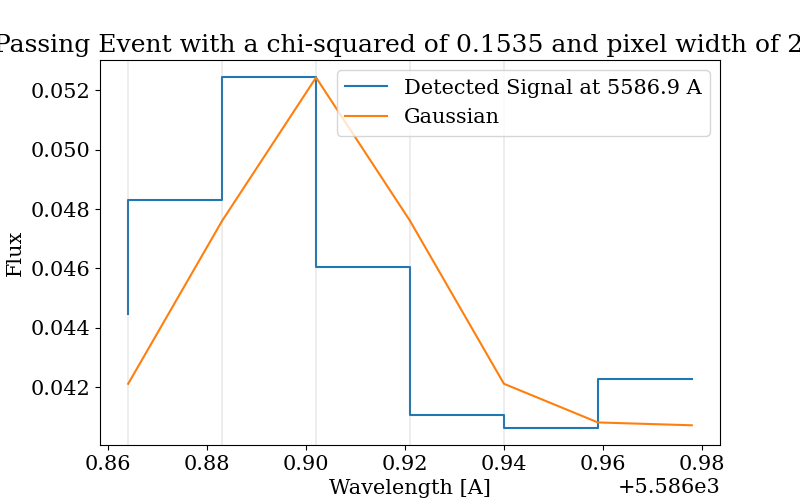 Passing Event with a chi-squared of 0.1535 and pixel width of 2
Detected Signal at 5586.9 A
Gaussian
0.052
0.050
0.048
0.046
0.044
0.042
Flux
0.86 0.88 0.90 0.92 0.94 0.96 0.98
Wavelength [A]
+5.586e3